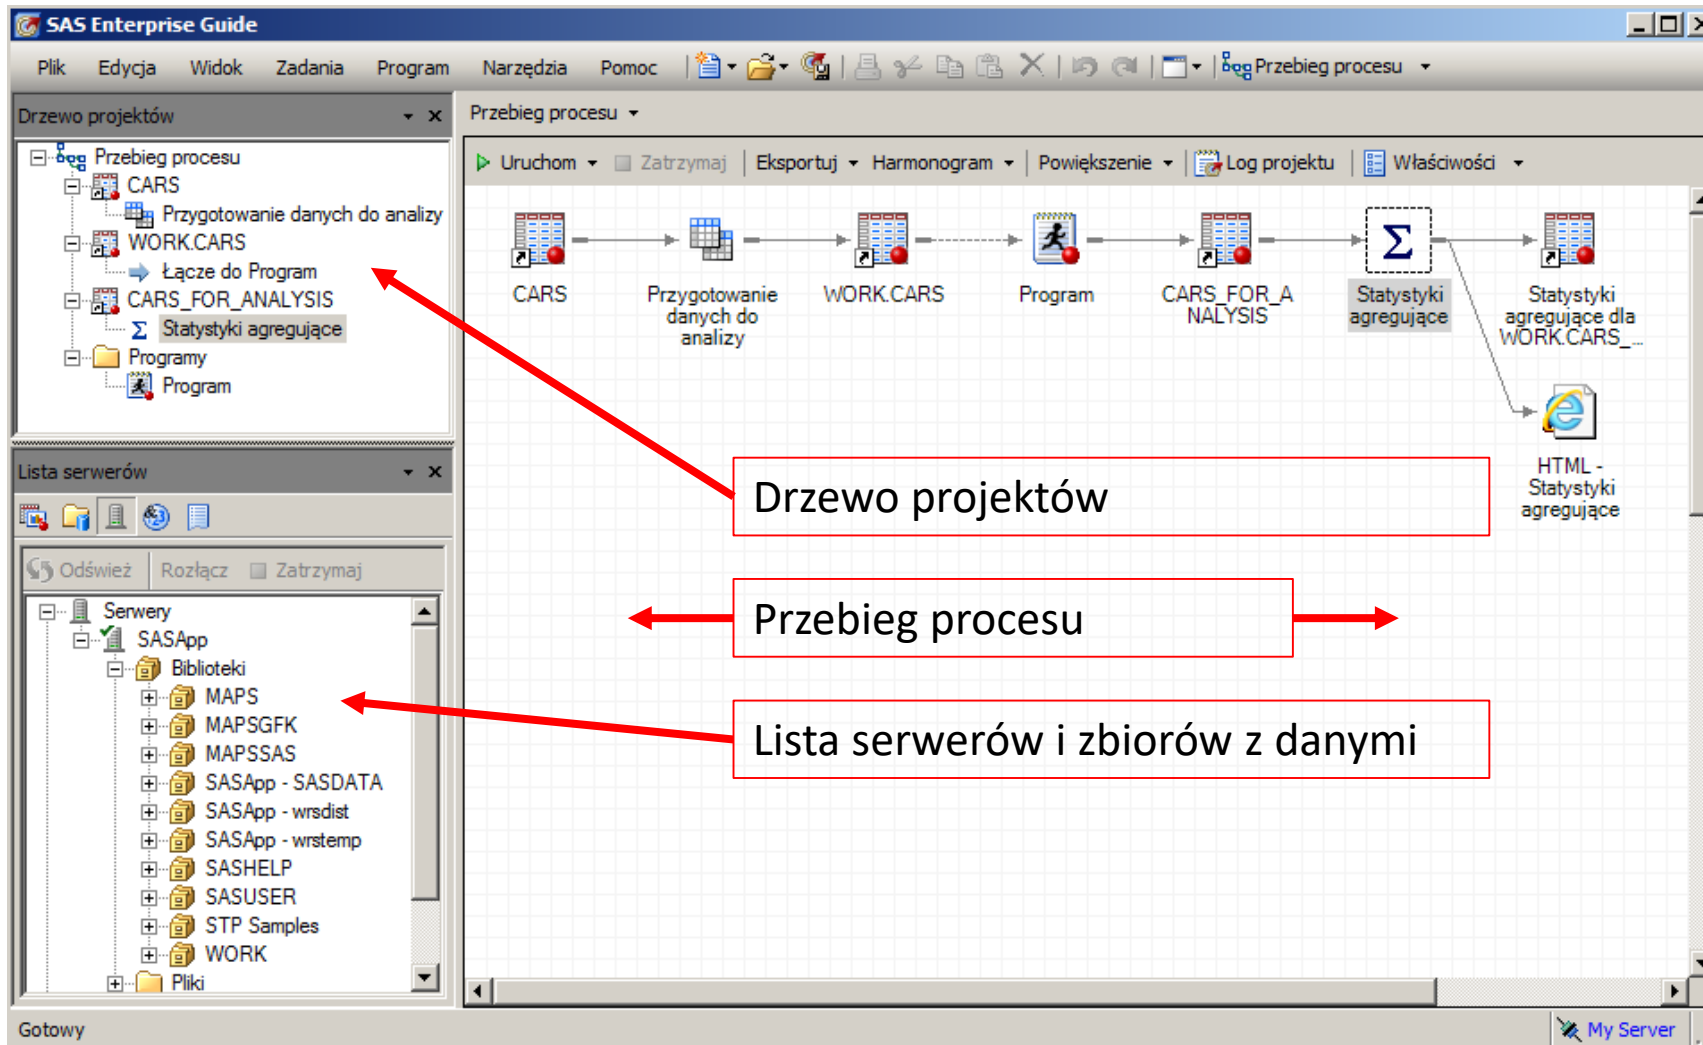 SAS Enterprise Guide
Plik Edycja Widok Zadania Program Narzędzia Pomoc Przebieg procesu
Drzewo projektów
Przebieg procesu
CARS
Przygotowanie danych do analizy
WORK.CARS
Łącze do Program
CARS_FOR_ANALYSIS
Σ Statystyki agregujące
Programy
Program
Lista serwerów
Odśwież Rozłącz Zatrzymaj
Serwery
SASApp
Biblioteki
MAPS
MAPSGFK
MAPSSAS
SASApp - SASDATA
SASApp - wrsdist
SASApp - wrstemp
SASHELP
SASUSER
STP Samples
WORK
Pliki
Przebieg procesu
Uruchom Zatrzymaj Eksportuj Harmonogram Powiększenie Log projektu Właściwości
Σ
CARS
Przygotowanie
danych do
analizy
WORK.CARS
Program
CARS_FOR_A
NALYSIS
Statystyki
agregujące
Statystyki
agregujące dla
WORK.CARS_...
HTML -
Statystyki
agregujące
Drzewo projektów
Przebieg procesu
Lista serwerów i zbiorów z danymi
Gotowy
My Server